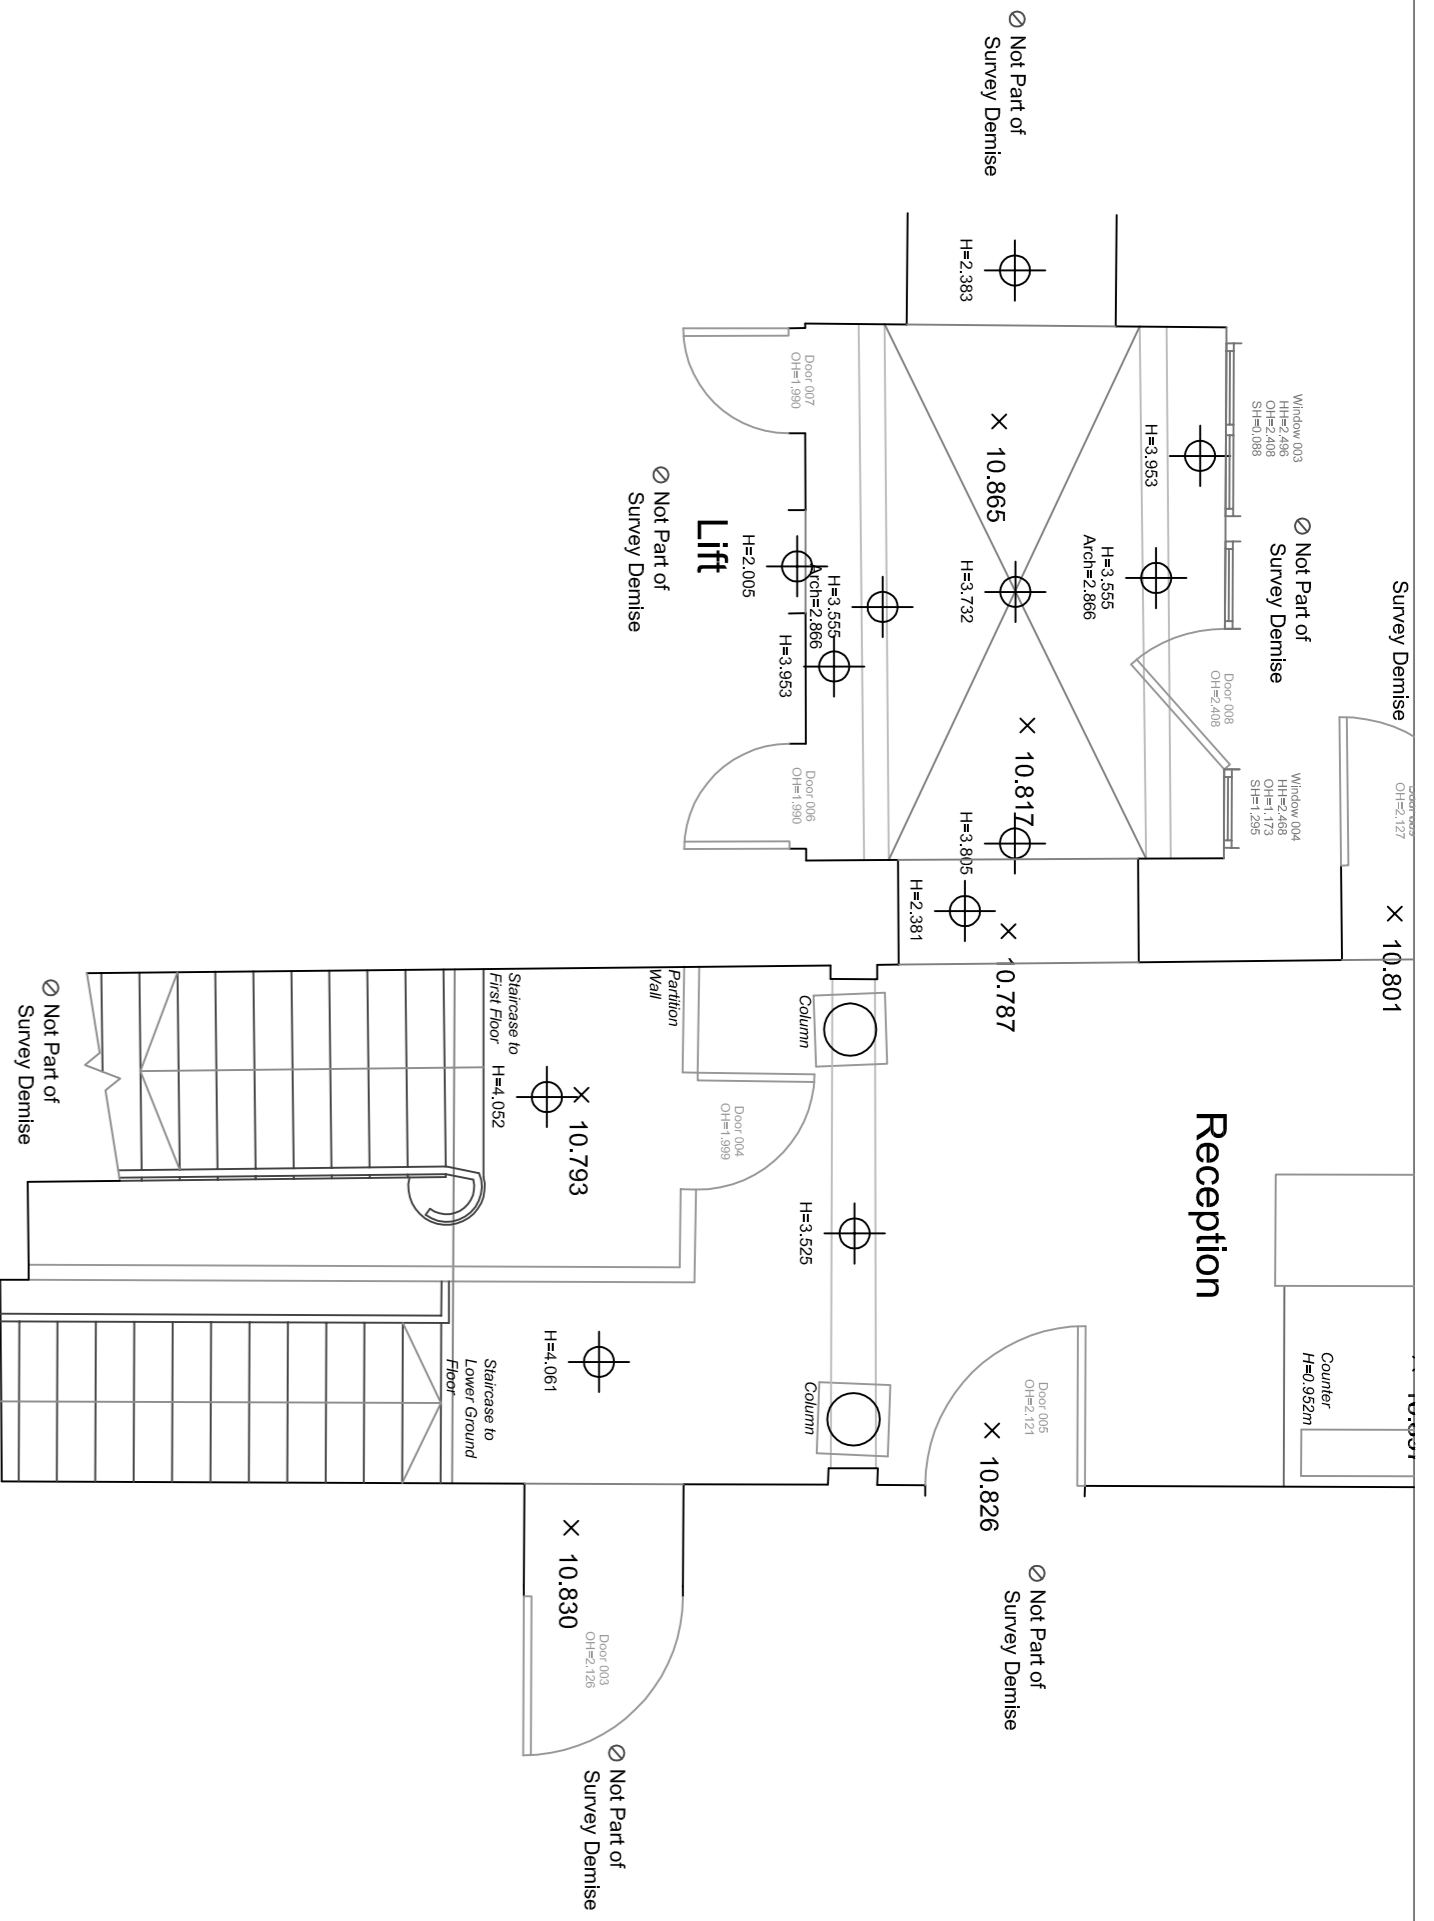 Not Part of
Survey Demise
H=2.383
Window 003
HH=2.496
OH=2.408
SH=0.088
Door 007
OH=1.990
10.865
H=3.953
Not Part of
Survey Demise
Not Part of
Survey Demise
Lift
H=2.005
H=3.555
Arch=2.866
H=3.732
H=3.555
Arch=2.866
H=3.953
Survey Demise
Door 008
OH=2.408
10.817
Door 006
OH=1.990
Window 004
HH=2.468
OH=1.173
SH=1.295
OH=2.127
H=3.805
H=2.381
10.787
10.801
Not Part of
Survey Demise
Staircase to
First Floor
Partition
Wall
Column
H=4.052
10.793
Door 004
OH=1.999
Reception
H=3.525
H=4.061
Staircase to
Lower Ground
Floor
Column
Door 005
OH=2.121
Counter
H=0.952m
10.826
10.830
Door 003
OH=2.126
Not Part of
Survey Demise
Not Part of
Survey Demise